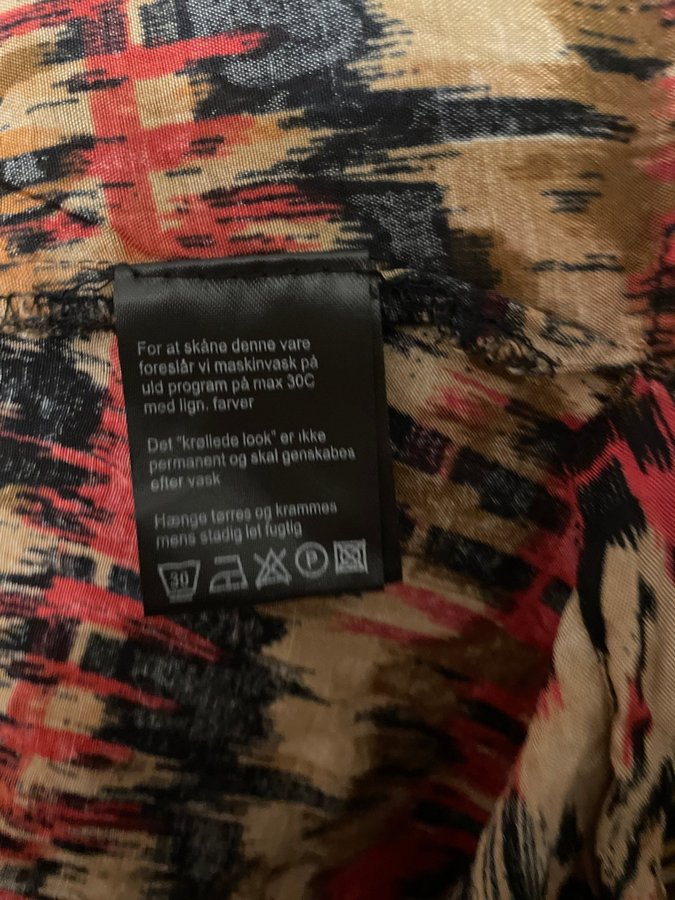 For at skåne denne vare
foreslår vi maskinvask på
uld program på max 30C
med lign. farver
Det "krøllede look" er ikke
permanent og skal genskabes
efter vask
Hænge tørres og krammes
mens stadig let fugtig
30 P